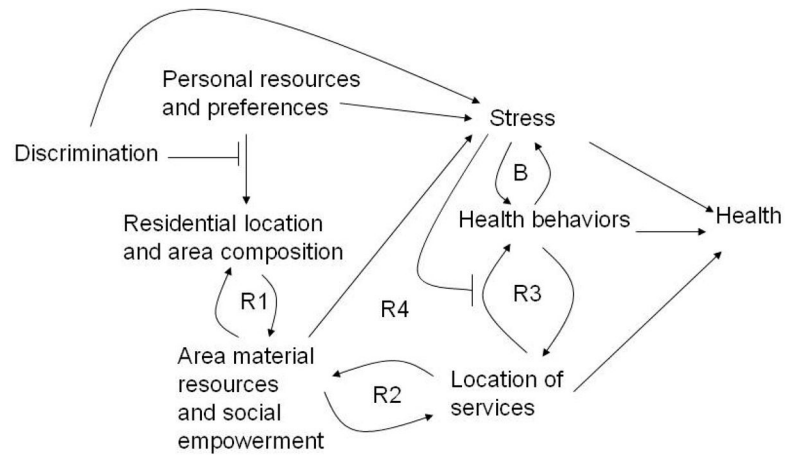 Personal resources
and preferences
Stress
Discrimination
B
Residential location
and area composition
Health behaviors
Health
R1
R4
R3
Area material
resources
and social
empowerment
R2
Location of
services